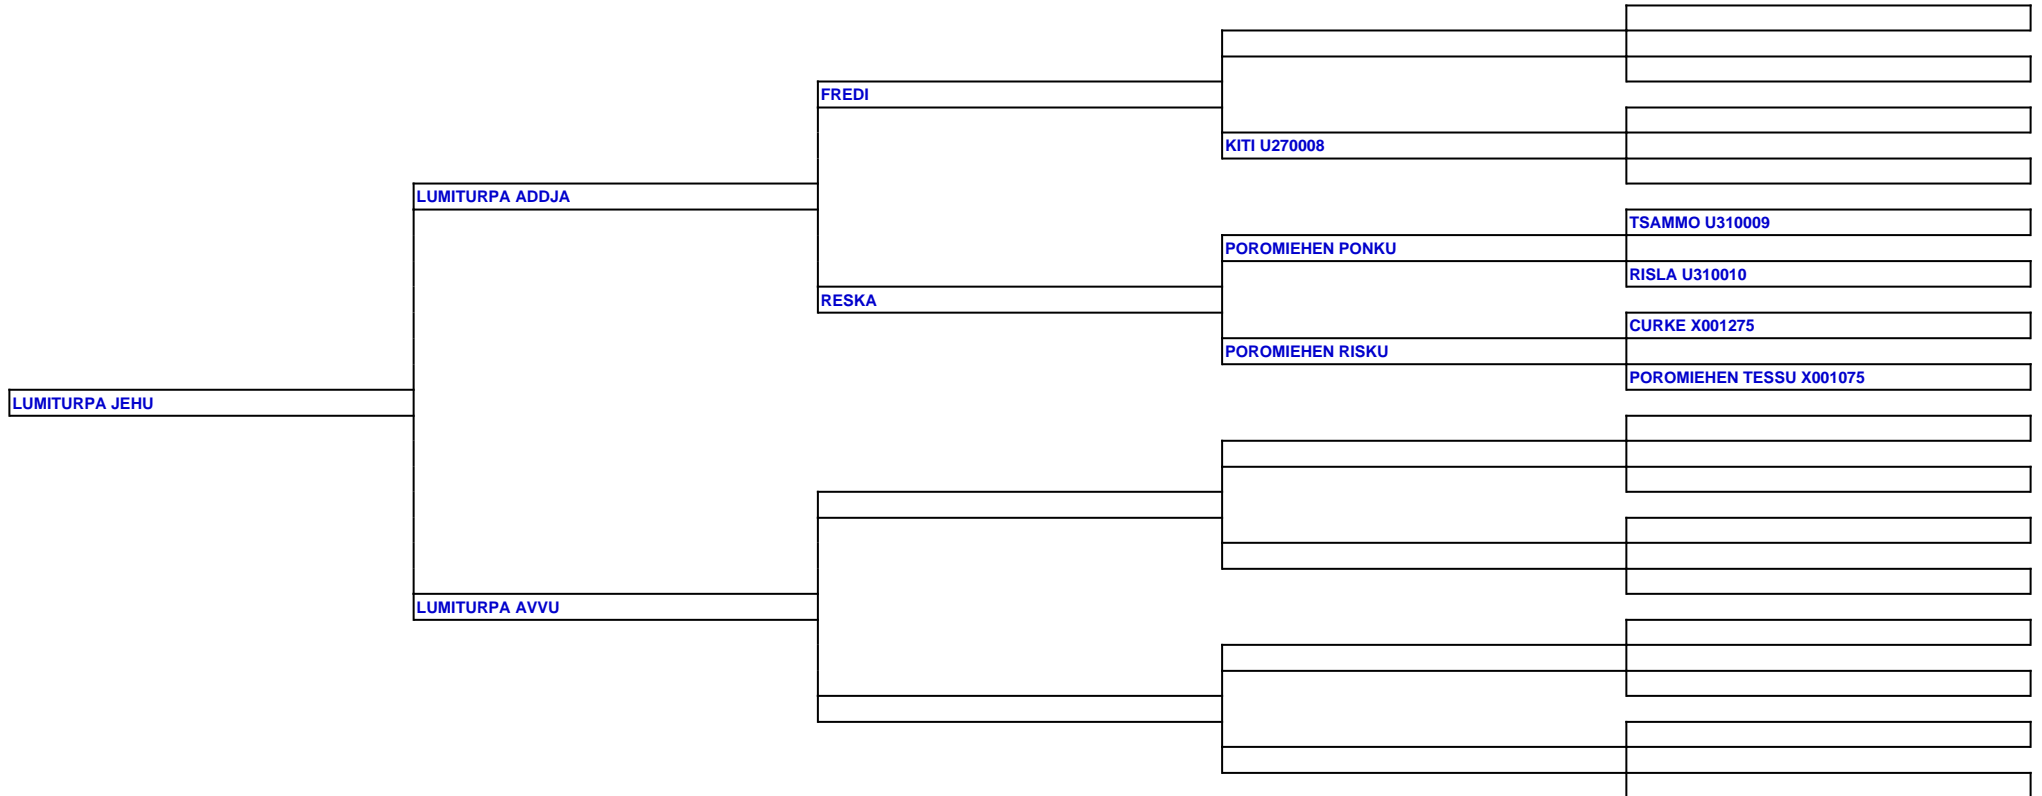 FREDI
KITI U270008
LUMITURPA ADDJA
TSAMMO U310009
POROMIEHEN PONKU
RISLA U310010
RESKA
CURKE X001275
POROMIEHEN RISKU
POROMIEHEN TESSU X001075
LUMITURPA JEHU
LUMITURPA AVVU